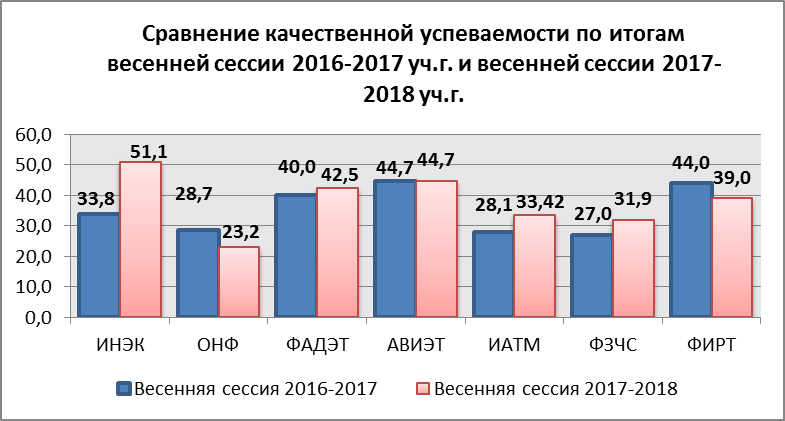 Сравнение качественной успеваемости по итогам
весенней сессии 2016-2017 уч.г. и весенней сессии 2017-
2018 уч.г.
60,0
50,0
40,0
30,0
20,0
10,0
0,0
33,8
51,1
28,7
23,2
40,0
42,5
44,7
44,7
28,1
33,42
27,0
31,9
44,0
39,0
ИНЭК
ОНФ
ФАДЭТ
АВИЭТ
ИАТМ
ФЗЧС
ФИРТ
Весенняя сессия 2016-2017
Весенняя сессия 2017-2018